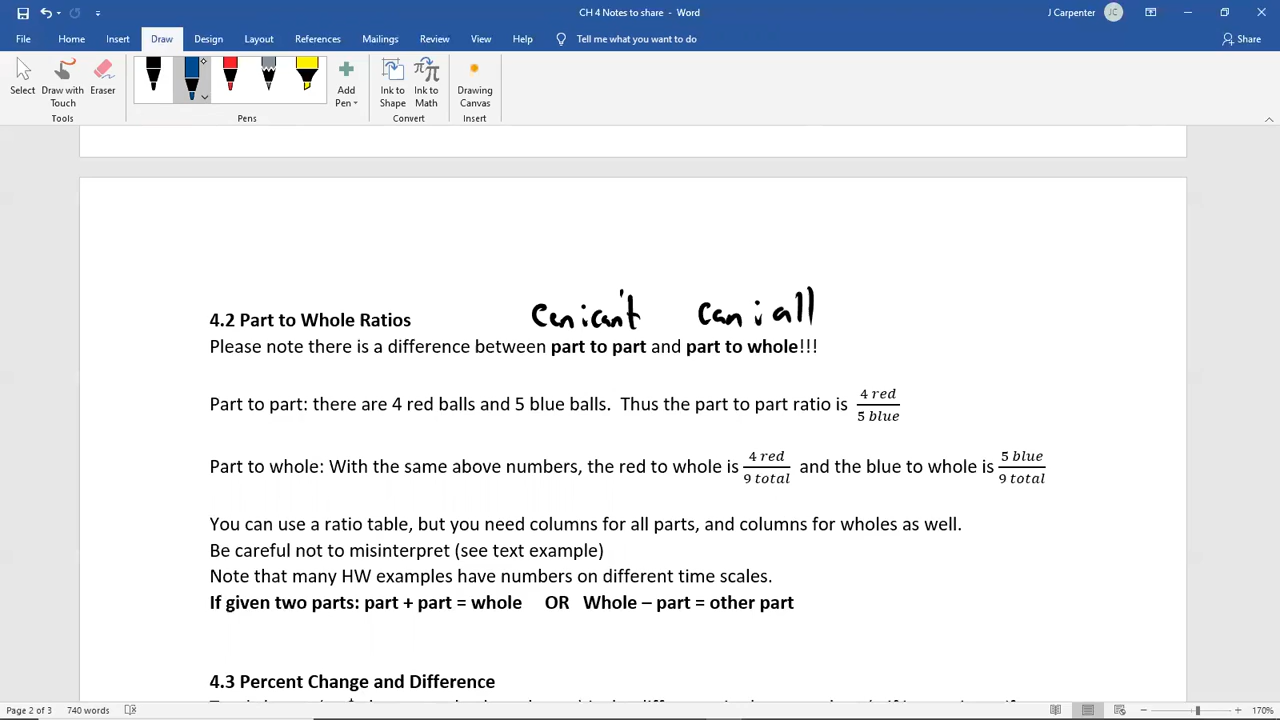 CH 4 Notes to share - Word
J Carpenter JC
File Home Insert Draw Design Layout References Mailings Review View Help Tell me what you want to do Share
Select Draw with Touch Eraser Add Pen Ink to Shape Ink to Math Drawing Canvas
Tools Pens Convert Insert
can i can't can i all
4.2 Part to Whole Ratios
Please note there is a difference between part to part and part to whole!!!
Part to part: there are 4 red balls and 5 blue balls. Thus the part to part ratio is 4 red / 5 blue
Part to whole: With the same above numbers, the red to whole is 4 red / 9 total and the blue to whole is 5 blue / 9 total
You can use a ratio table, but you need columns for all parts, and columns for wholes as well.
Be careful not to misinterpret (see text example)
Note that many HW examples have numbers on different time scales.
If given two parts: part + part = whole OR Whole – part = other part
4.3 Percent Change and Difference
Page 2 of 3 740 words 170%